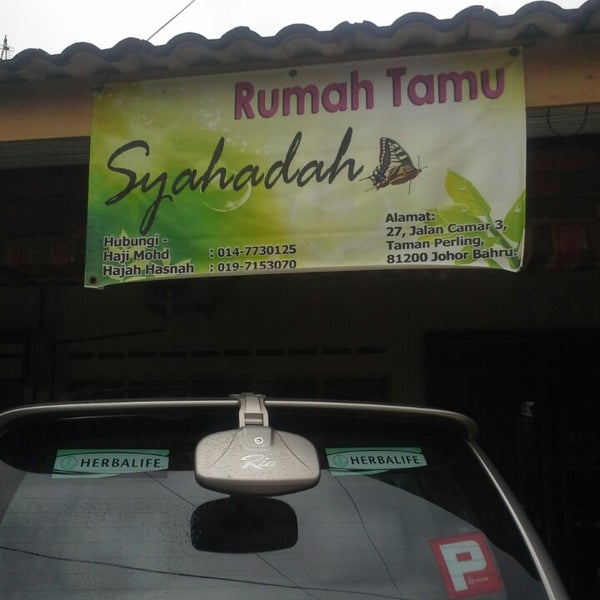 Rumah Tamu
Syahadah
Hubungi -
Haji Mohd : 014-7730125
Hajah Hasnah : 019-7153070
Alamat:
27, Jalan Camar 3,
Taman Perling,
81200 Johor Bahru.
HERBALIFE
HERBALIFE
P